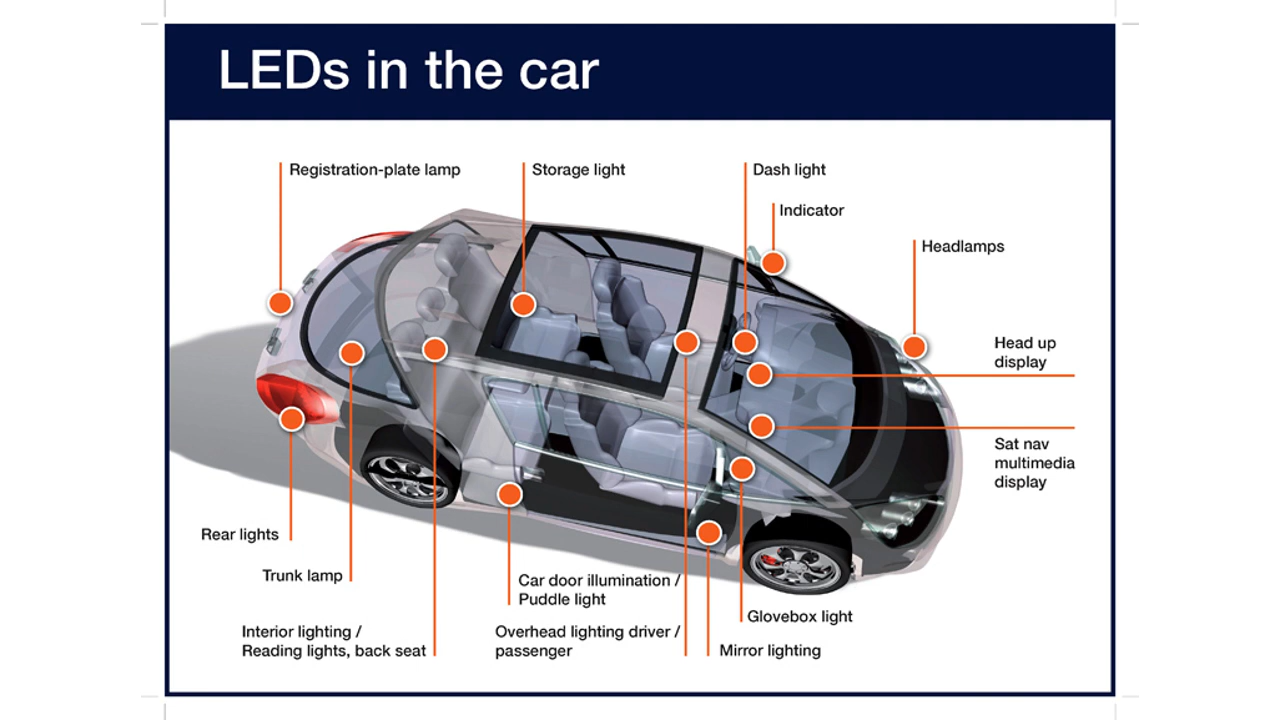 LEDs in the car
Registration-plate lamp
Storage light
Dash light
Indicator
Headlamps
Head up
display
Sat nav
multimedia
display
Rear lights
Trunk lamp
Interior lighting /
Reading lights, back seat
Car door illumination /
Puddle light
Overhead lighting driver /
passenger
Glovebox light
Mirror lighting